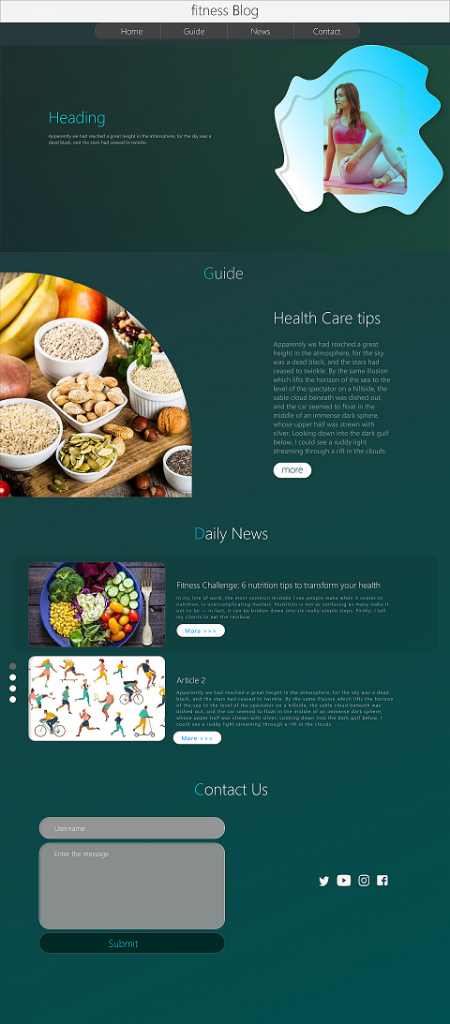 fitness Blog
Home Guide News Contact
Heading
Apparently we had reached a great height in the atmosphere, for the sky was a
dead black, and the stars had ceased to twinkle.
Guide
Health Care tips
Apparently we had reached a great
height in the atmosphere, for the sky
was a dead black, and the stars had
ceased to twinkle. By the same illusion
which lifts the horizon of the sea to the
level of the spectator on a hillside, the
sable cloud beneath was dished out,
and the car seemed to float in the
middle of an immense dark sphere,
whose upper half was strewn with
silver. Looking down into the dark gulf
below, I could see a ruddy light
streaming through a rift in the clouds.
more
Daily News
Fitness Challenge: 6 nutrition tips to transform your health
In my line of work, the most common mistake I see people make when it comes to
nutrition, is overcomplicating matters. Nutrition is not as confusing as many make it
out to be — in fact, it can be broken down into six really simple steps. Firstly, I tell
my clients to eat the rainbow.
More >>>
Article 2
Apparently we had reached a great height in the atmosphere, for the sky was a dead
black, and the stars had ceased to twinkle. By the same illusion which lifts the horizon
of the sea to the level of the spectator on a hillside, the sable cloud beneath was
dished out, and the car seemed to float in the middle of an immense dark sphere,
whose upper half was strewn with silver. Looking down into the dark gulf below, I
could see a ruddy light streaming through a rift in the clouds.
More >>>
Contact Us
Username
Enter the message
Submit